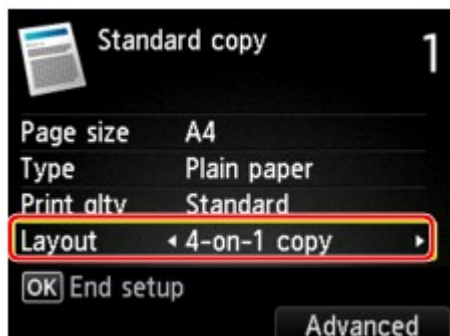 Standard copy 1
Page size A4
Type Plain paper
Print qlty Standard
Layout 4-on-1 copy
OK End setup
Advanced